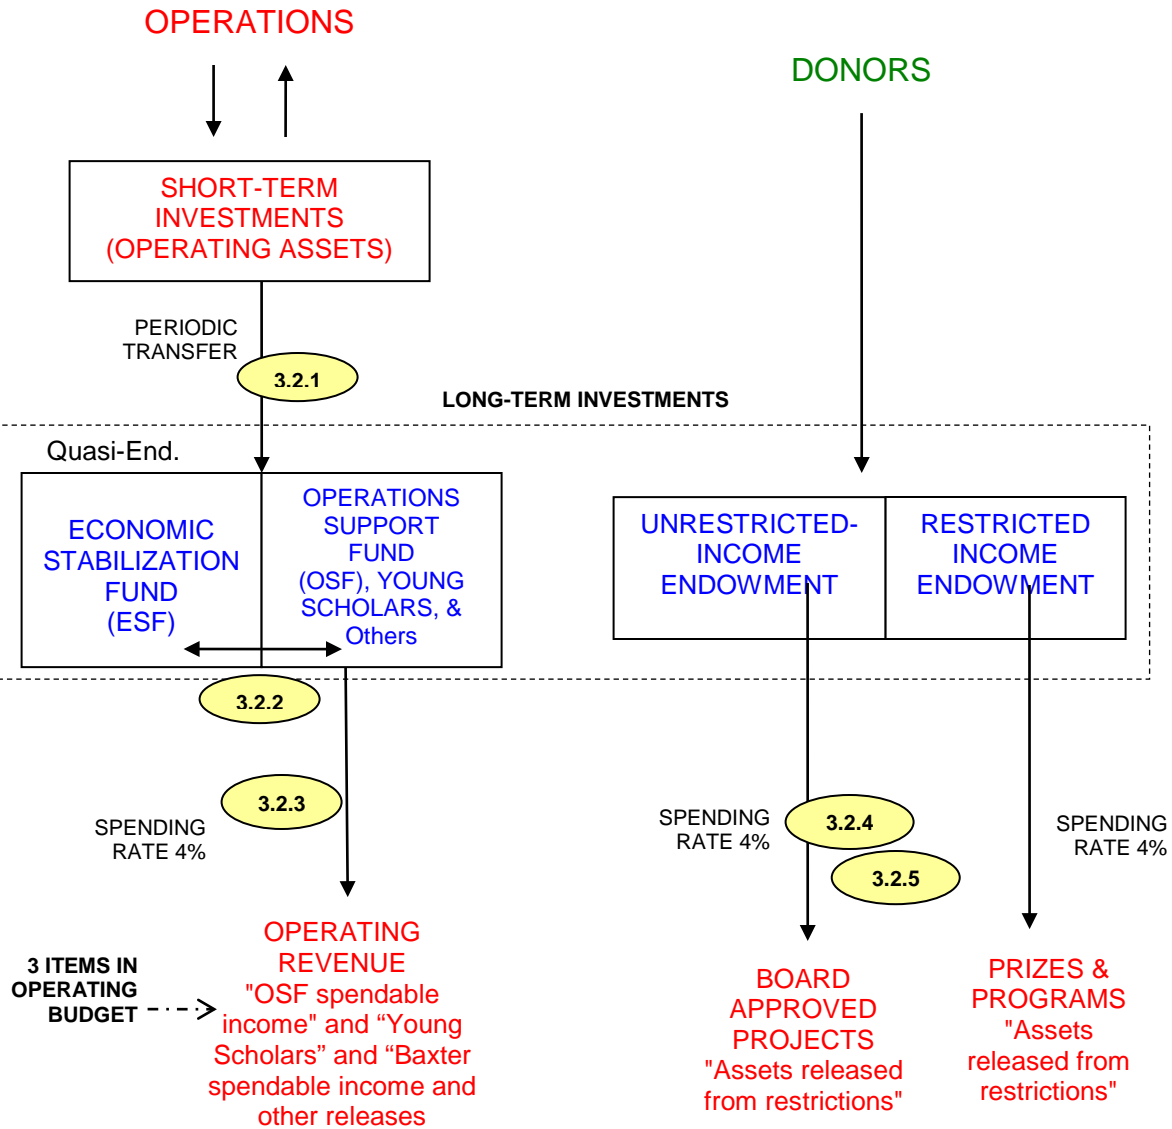 OPERATIONS
DONORS
SHORT-TERM
INVESTMENTS
(OPERATING ASSETS)
PERIODIC
TRANSFER
3.2.1
LONG-TERM INVESTMENTS
Quasi-End.
ECONOMIC
STABILIZATION
FUND
(ESF)
OPERATIONS
SUPPORT
FUND
(OSF), YOUNG
SCHOLARS, &
Others
UNRESTRICTED-
INCOME
ENDOWMENT
RESTRICTED
INCOME
ENDOWMENT
3.2.2
3.2.3
SPENDING
RATE 4%
SPENDING
RATE 4%
3.2.4
3.2.5
SPENDING
RATE 4%
3 ITEMS IN
OPERATING
BUDGET
OPERATING
REVENUE
"OSF spendable
income" and “Young
Scholars” and “Baxter
spendable income and
other releases
BOARD
APPROVED
PROJECTS
"Assets released
from restrictions"
PRIZES &
PROGRAMS
"Assets
released from
restrictions"